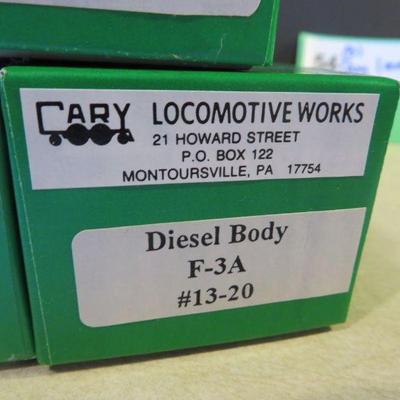 CARY LOCOMOTIVE WORKS
21 HOWARD STREET
P.O. BOX 122
MONTOURSVILLE, PA 17754
Diesel Body
F-3A
#13-20